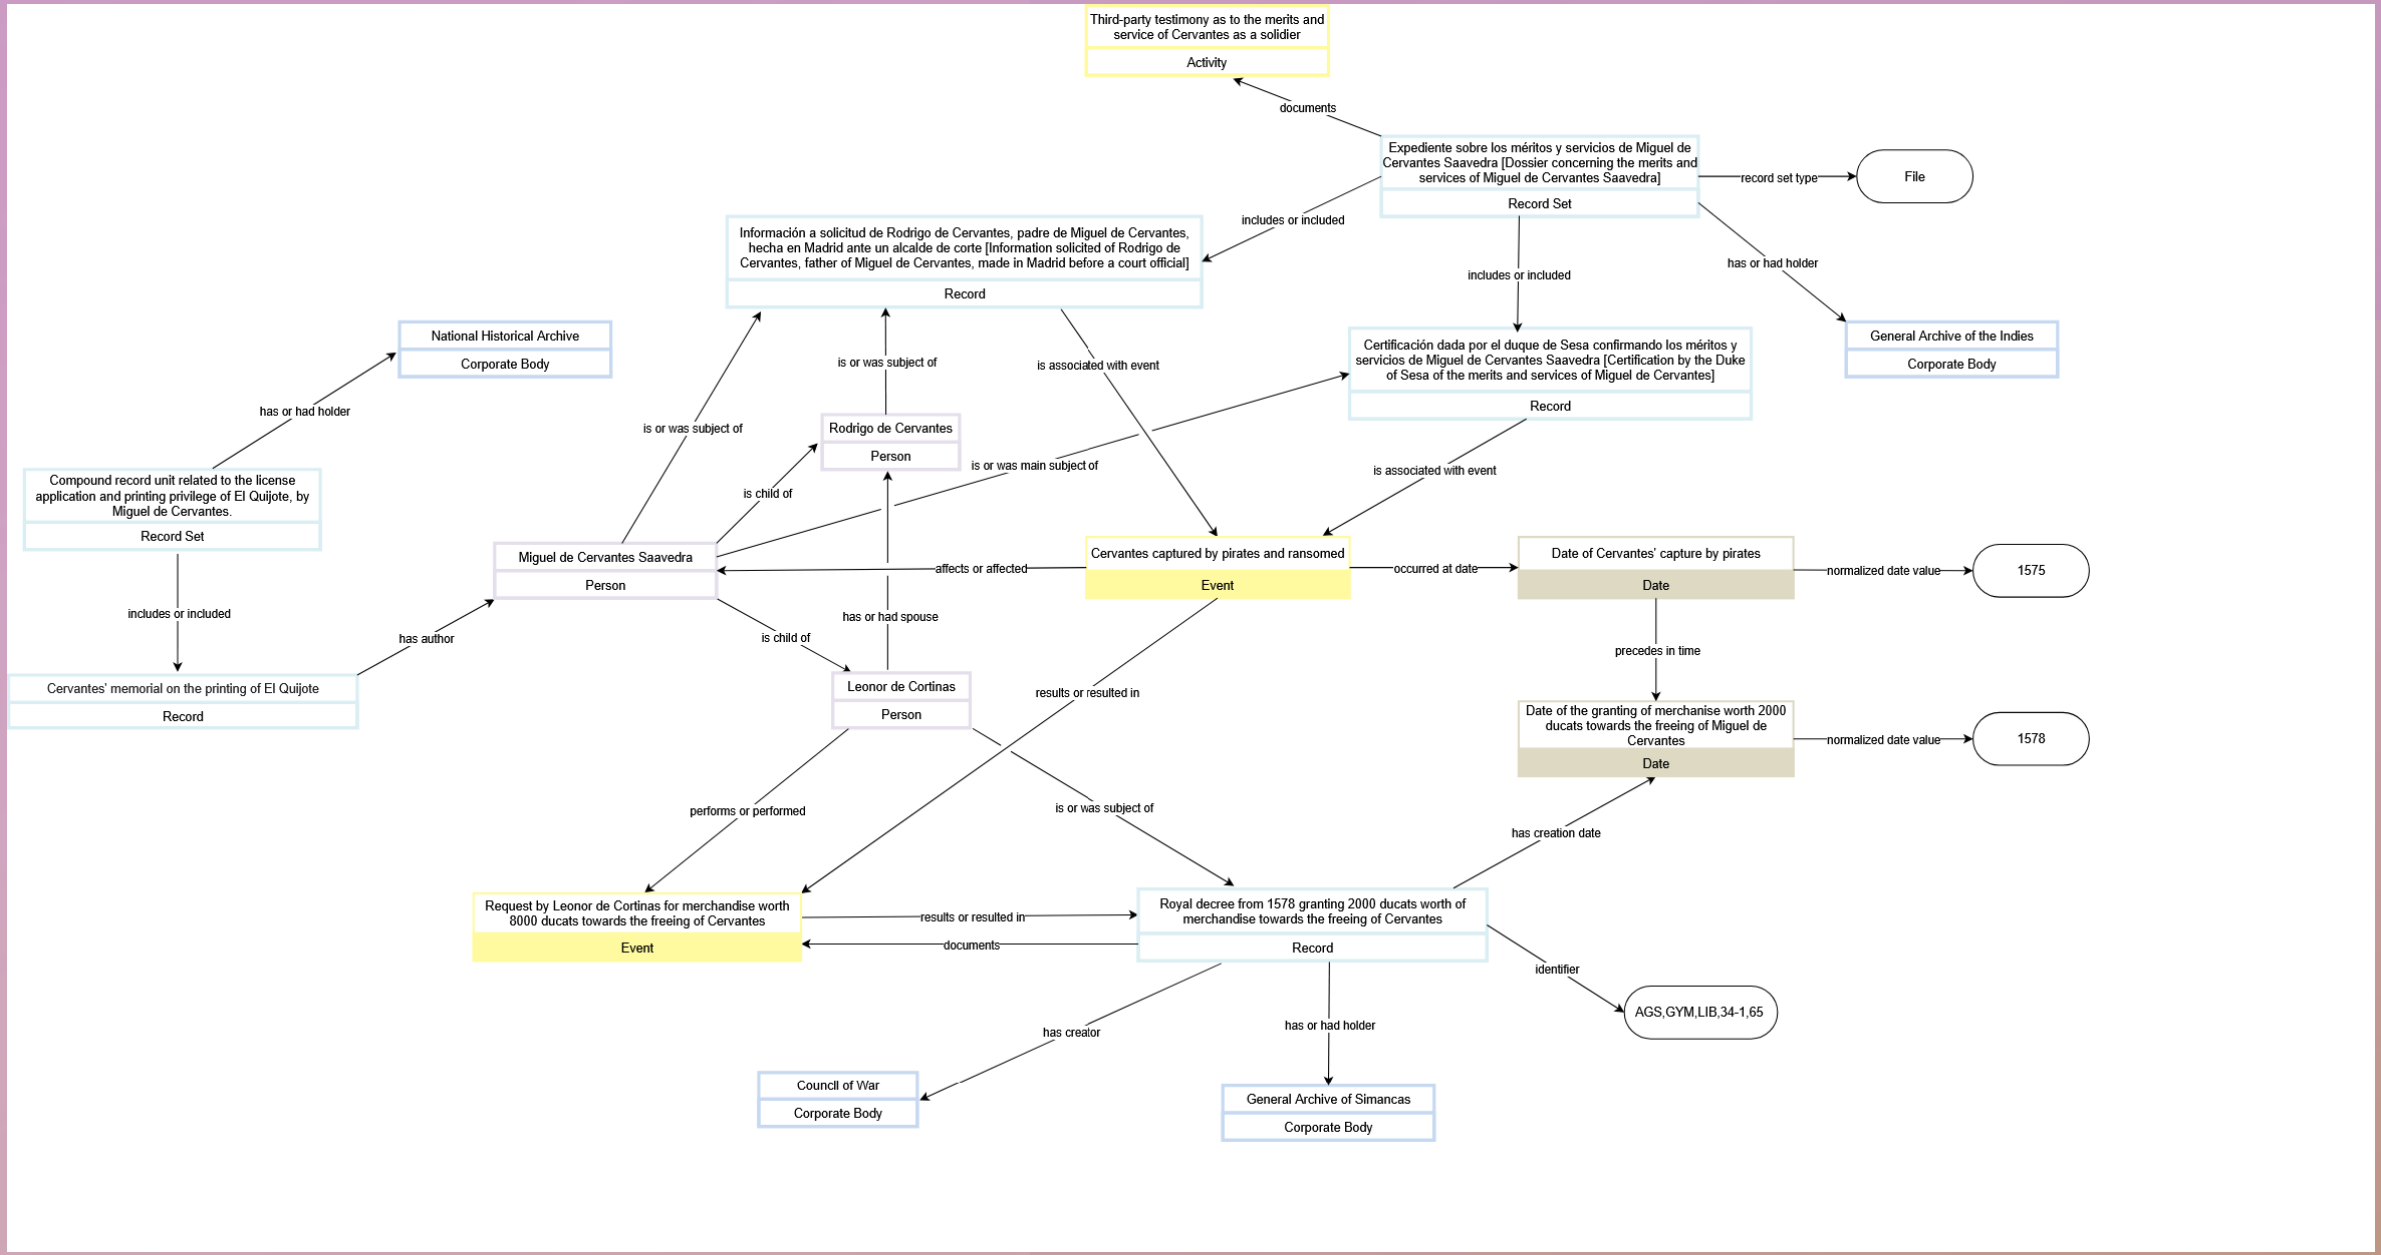 Third-party testimony as to the merits and
service of Cervantes as a solidier
Activity
documents
Expediente sobre los méritos y servicios de Miguel de
Cervantes Saavedra [Dossier concerning the merits and
services of Miguel de Cervantes Saavedra]
Record Set
record set type
File
includes or included
includes or included
has or had holder
Información a solicitud de Rodrigo de Cervantes, padre de Miguel de Cervantes,
hecha en Madrid ante un alcalde de corte [Information solicited of Rodrigo de
Cervantes, father of Miguel de Cervantes, made in Madrid before a court official]
Record
National Historical Archive
Corporate Body
General Archive of the Indies
Corporate Body
Certificación dada por el duque de Sesa confirmando los méritos y
servicios de Miguel de Cervantes Saavedra [Certification by the Duke
of Sesa of the merits and services of Miguel de Cervantes]
Record
is or was subject of
is associated with event
has or had holder
is or was subject of
Rodrigo de Cervantes
Person
is or was main subject of
is associated with event
is child of
Compound record unit related to the license
application and printing privilege of El Quijote, by
Miguel de Cervantes.
Record Set
Miguel de Cervantes Saavedra
Person
affects or affected
Cervantes captured by pirates and ransomed
Event
occurred at date
Date of Cervantes' capture by pirates
Date
normalized date value
1575
includes or included
has author
is child of
has or had spouse
precedes in time
Cervantes' memorial on the printing of El Quijote
Record
Leonor de Cortinas
Person
results or resulted in
Date of the granting of merchanise worth 2000
ducats towards the freeing of Miguel de
Cervantes
Date
normalized date value
1578
performs or performed
is or was subject of
has creation date
Request by Leonor de Cortinas for merchandise worth
8000 ducats towards the freeing of Cervantes
Event
results or resulted in
documents
Royal decree from 1578 granting 2000 ducats worth of
merchandise towards the freeing of Cervantes
Record
identifier
AGS,GYM,LIB,34-1,65
has creator
has or had holder
Council of War
Corporate Body
General Archive of Simancas
Corporate Body